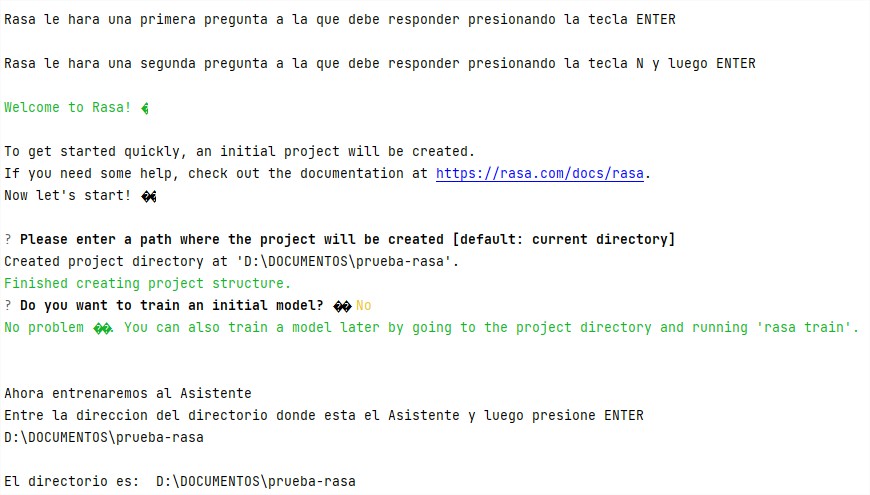 Rasa le hara una primera pregunta a la que debe responder presionando la tecla ENTER
Rasa le hara una segunda pregunta a la que debe responder presionando la tecla N y luego ENTER
Welcome to Rasa! �
To get started quickly, an initial project will be created.
If you need some help, check out the documentation at https://rasa.com/docs/rasa.
Now let's start! ��
? Please enter a path where the project will be created [default: current directory]
Created project directory at 'D:\DOCUMENTOS\prueba-rasa'.
Finished creating project structure.
? Do you want to train an initial model? �� No
No problem ��. You can also train a model later by going to the project directory and running 'rasa train'.
Ahora entrenaremos al Asistente
Entre la direccion del directorio donde esta el Asistente y luego presione ENTER
D:\DOCUMENTOS\prueba-rasa
El directorio es:  D:\DOCUMENTOS\prueba-rasa